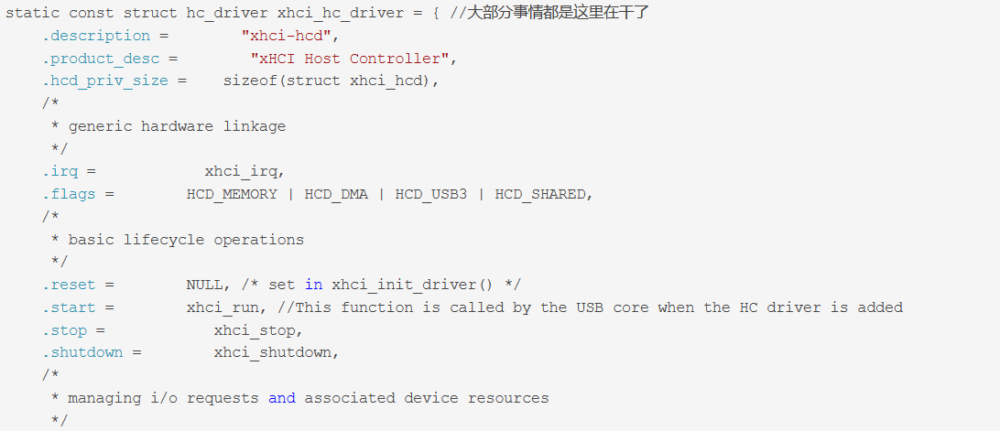 static const struct hc_driver xhci_hc_driver = { //大部分事情都是这里在干了
    .description =        "xhci-hcd",
    .product_desc =        "xHCI Host Controller",
    .hcd_priv_size =    sizeof(struct xhci_hcd),
    /*
     * generic hardware linkage
     */
    .irq =            xhci_irq,
    .flags =        HCD_MEMORY | HCD_DMA | HCD_USB3 | HCD_SHARED,
    /*
     * basic lifecycle operations
     */
    .reset =        NULL, /* set in xhci_init_driver() */
    .start =        xhci_run, //This function is called by the USB core when the HC driver is added
    .stop =            xhci_stop,
    .shutdown =        xhci_shutdown,
    /*
     * managing i/o requests and associated device resources
     */